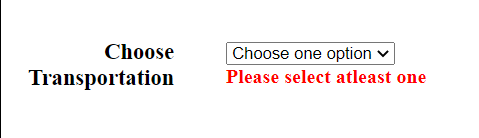 Choose
Transportation
Choose one option
Please select atleast one